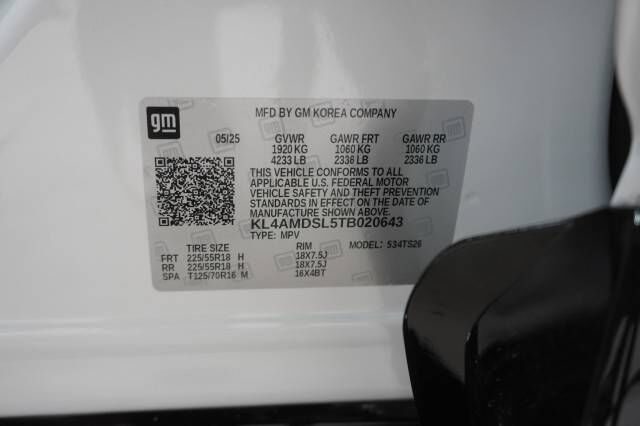 gm
MFD BY GM KOREA COMPANY
05/25 GVWR GAWR FRT GAWR RR
1920 KG 1060 KG 1060 KG
4233 LB 2336 LB 2336 LB
THIS VEHICLE CONFORMS TO ALL
APPLICABLE U.S. FEDERAL MOTOR
VEHICLE SAFETY AND THEFT PREVENTION
STANDARDS IN EFFECT ON THE DATE OF
MANUFACTURE SHOWN ABOVE.
KL4AMDSL5TB020643
TYPE: MPV MODEL: 534TS26
TIRE SIZE RIM
FRT 225/55R18 H 18X7.5J
RR 225/55R18 H 18X7.5J
SPA T125/70R16 M 16X4BT